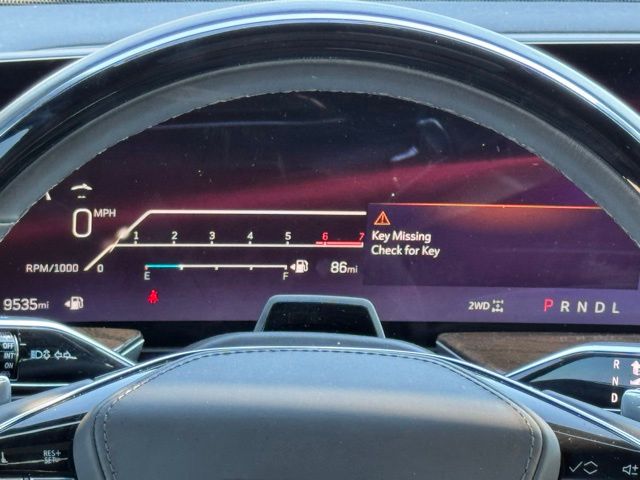 0 MPH
1 2 3 4 5 6 7
RPM/1000 0
Key Missing
Check for Key
E F 86mi
9535mi
2WD P R N D L
OFF
INT
R
N
D
RES+
SET/-